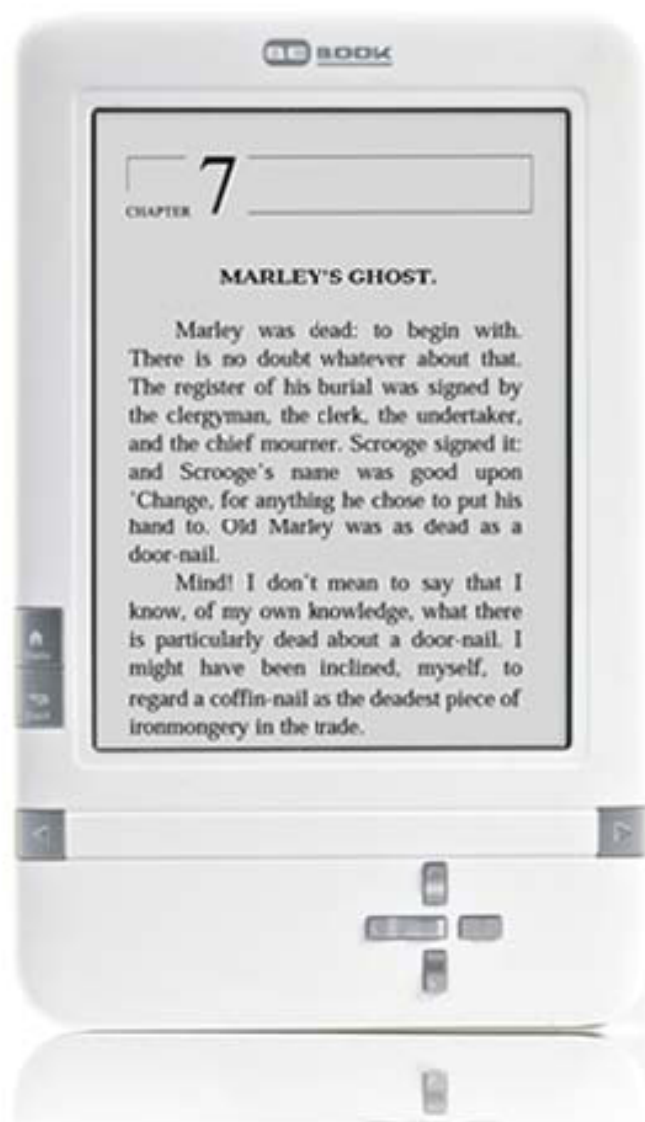 BE BOOK
CHAPTER 7
MARLEY'S GHOST.
Marley was dead: to begin with.
There is no doubt whatever about that.
The register of his burial was signed by
the clergyman, the clerk, the undertaker,
and the chief mourner. Scrooge signed it:
and Scrooge's name was good upon
'Change, for anything he chose to put his
hand to. Old Marley was as dead as a
door-nail.
Mind! I don't mean to say that I
know, of my own knowledge, what there
is particularly dead about a door-nail. I
might have been inclined, myself, to
regard a coffin-nail as the deadest piece of
ironmongery in the trade.